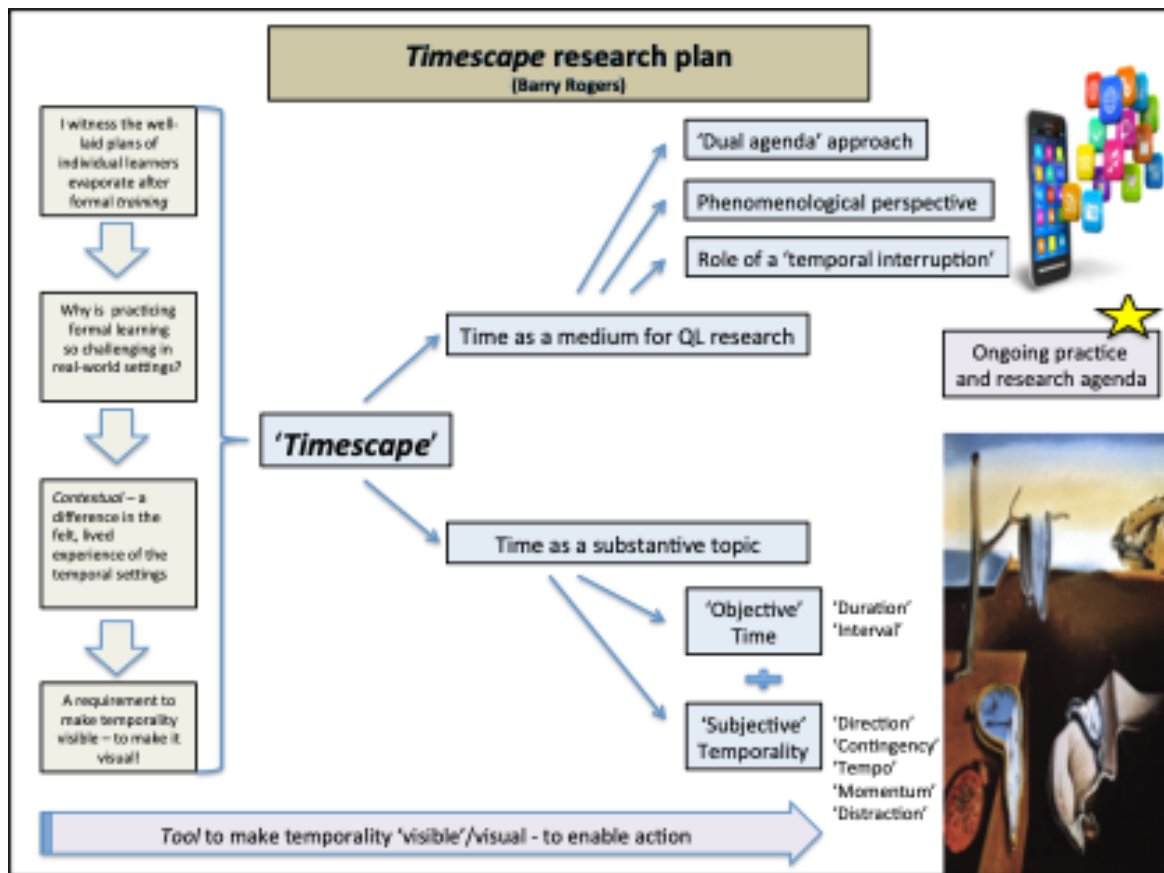 Timescape research plan
(Barry Rogers)
I witness the well-
laid plans of
individual learners
evaporate after
formal training
Why is practicing
formal learning
so challenging in
real-world settings?
Contextual – a
difference in the
felt, lived
experience of the
temporal settings
A requirement to
make temporality
visible – to make it
visual!
‘Timescape’
Time as a medium for QL research
‘Dual agenda’ approach
Phenomenological perspective
Role of a ‘temporal interruption’
Time as a substantive topic
‘Objective’
Time
‘Duration’
‘Interval’
‘Subjective’
Temporality
‘Direction’
‘Contingency’
‘Tempo’
‘Momentum’
‘Distraction’
Ongoing practice
and research agenda
Tool to make temporality ‘visible’/visual - to enable action